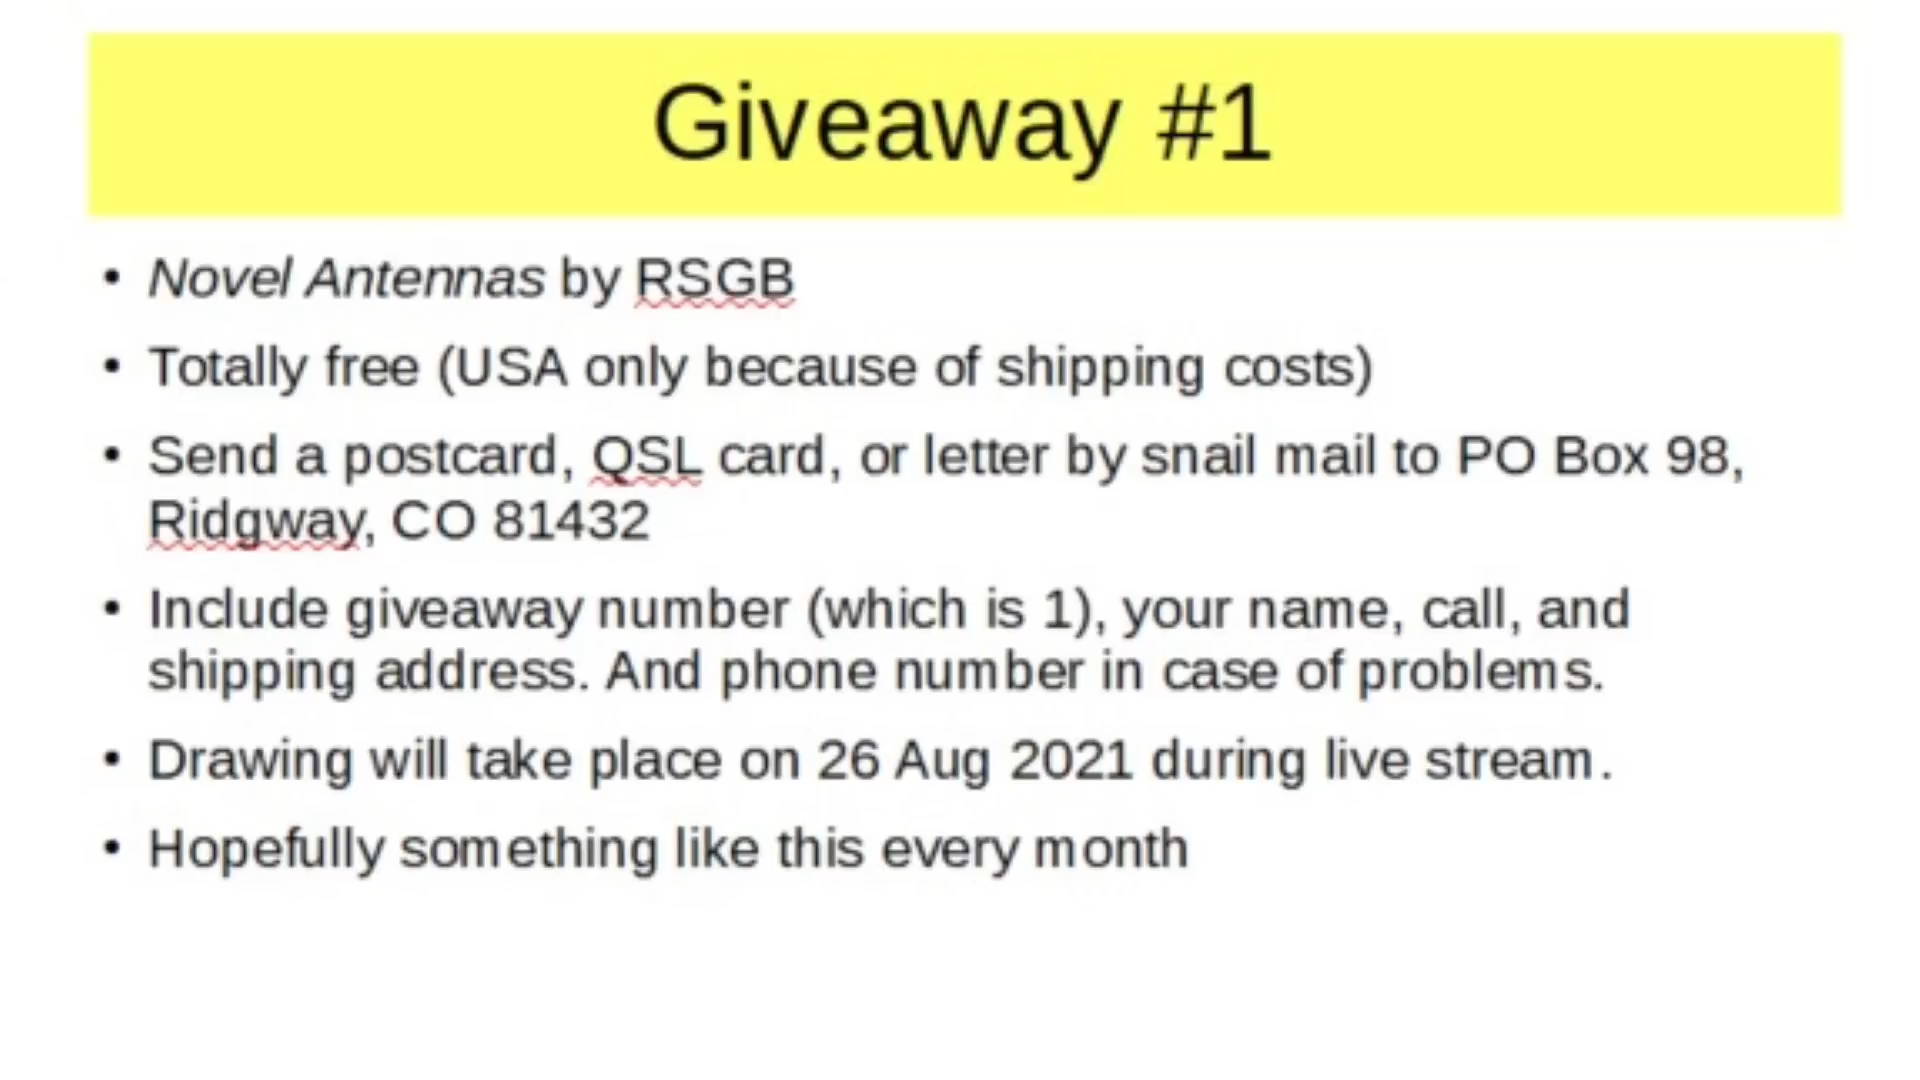 Giveaway #1
• Novel Antennas by RSGB
• Totally free (USA only because of shipping costs)
• Send a postcard, QSL card, or letter by snail mail to PO Box 98,
Ridgway, CO 81432
• Include giveaway number (which is 1), your name, call, and
shipping address. And phone number in case of problems.
• Drawing will take place on 26 Aug 2021 during live stream.
• Hopefully something like this every month